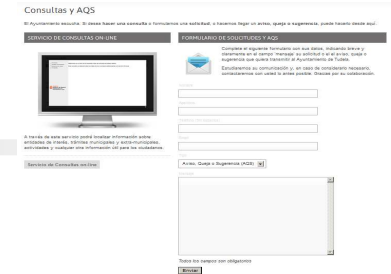 Consultas y AQS
El Ayuntamiento escucha. Si desea hacer una consulta o formularnos una solicitud, o hacernos llegar un aviso, queja o sugerencia, puede hacerlo desde aquí.
SERVICIO DE CONSULTAS ON-LINE
A través de este servicio podrá localizar información sobre
entidades de interés, trámites municipales y extra-municipales,
actividades y cualquier otra información útil para los ciudadanos.
Servicio de Consultas on-line
FORMULARIO DE SOLICITUDES Y AQS
Complete el siguiente formulario con sus datos, indicando breve y
claramente en el campo 'mensaje' su solicitud o el aviso, queja o
sugerencia que quiera transmitir al Ayuntamiento de Tudela.
Estudiaremos su comunicación y, en caso de considerarlo necesario,
contactaremos con usted lo antes posible. Gracias por su colaboración.
Aviso, Queja o Sugerencia (AQS)
Todos los campos son obligatorios
Enviar